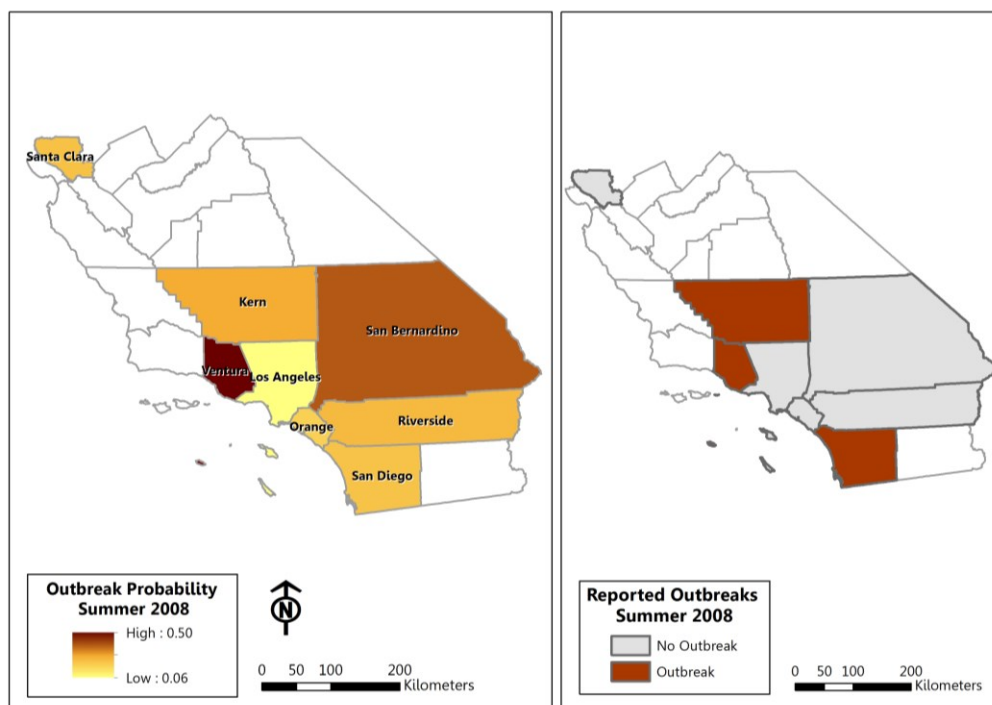 Santa Clara
Kern
San Bernardino
Ventura
Los Angeles
Orange
Riverside
San Diego
Outbreak Probability
Summer 2008
High : 0.50
Low : 0.06
N
0 50 100 200
Kilometers
Reported Outbreaks
Summer 2008
No Outbreak
Outbreak
0 50 100 200
Kilometers